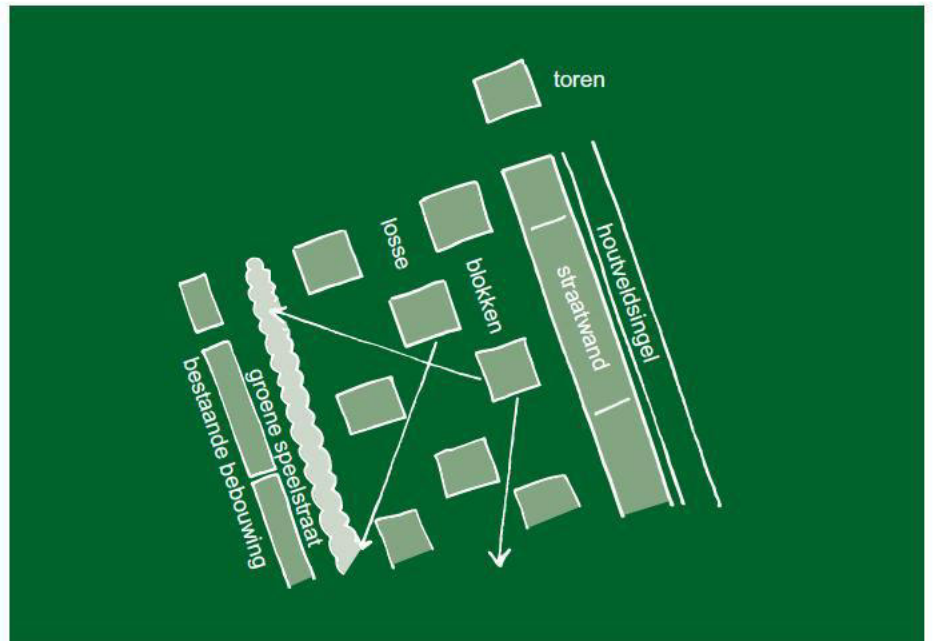 toren
losse
blokken
straatwand
houtveldsingel
groene speelstraat
bestaande bebouwing